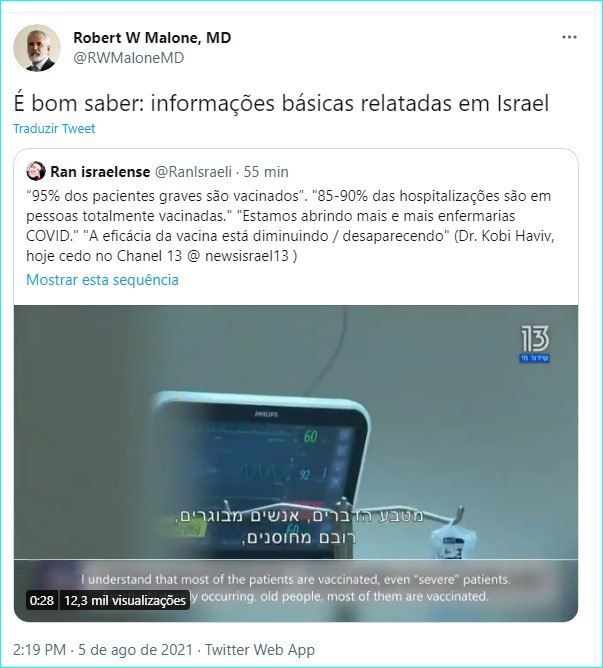 Robert W Malone, MD
@RWMaloneMD
É bom saber: informações básicas relatadas em Israel
Traduzir Tweet
Ran israelense @RanIsraeli · 55 min
“95% dos pacientes graves são vacinados”. "85-90% das hospitalizações são em
pessoas totalmente vacinadas." "Estamos abrindo mais e mais enfermarias
COVID." "A eficácia da vacina está diminuindo / desaparecendo" (Dr. Kobi Haviv,
hoje cedo no Chanel 13 @ newsisrael13 )
Mostrar esta sequência
13
שידור חי
PHILIPS
60
92
מטבע הדברים, אנשים מבוגרים,
רובם מחוסנים,
I understand that most of the patients are vaccinated, even "severe" patients.
occurring, old people, most of them are vaccinated.
0:28 12,3 mil visualizações
2:19 PM · 5 de ago de 2021 · Twitter Web App